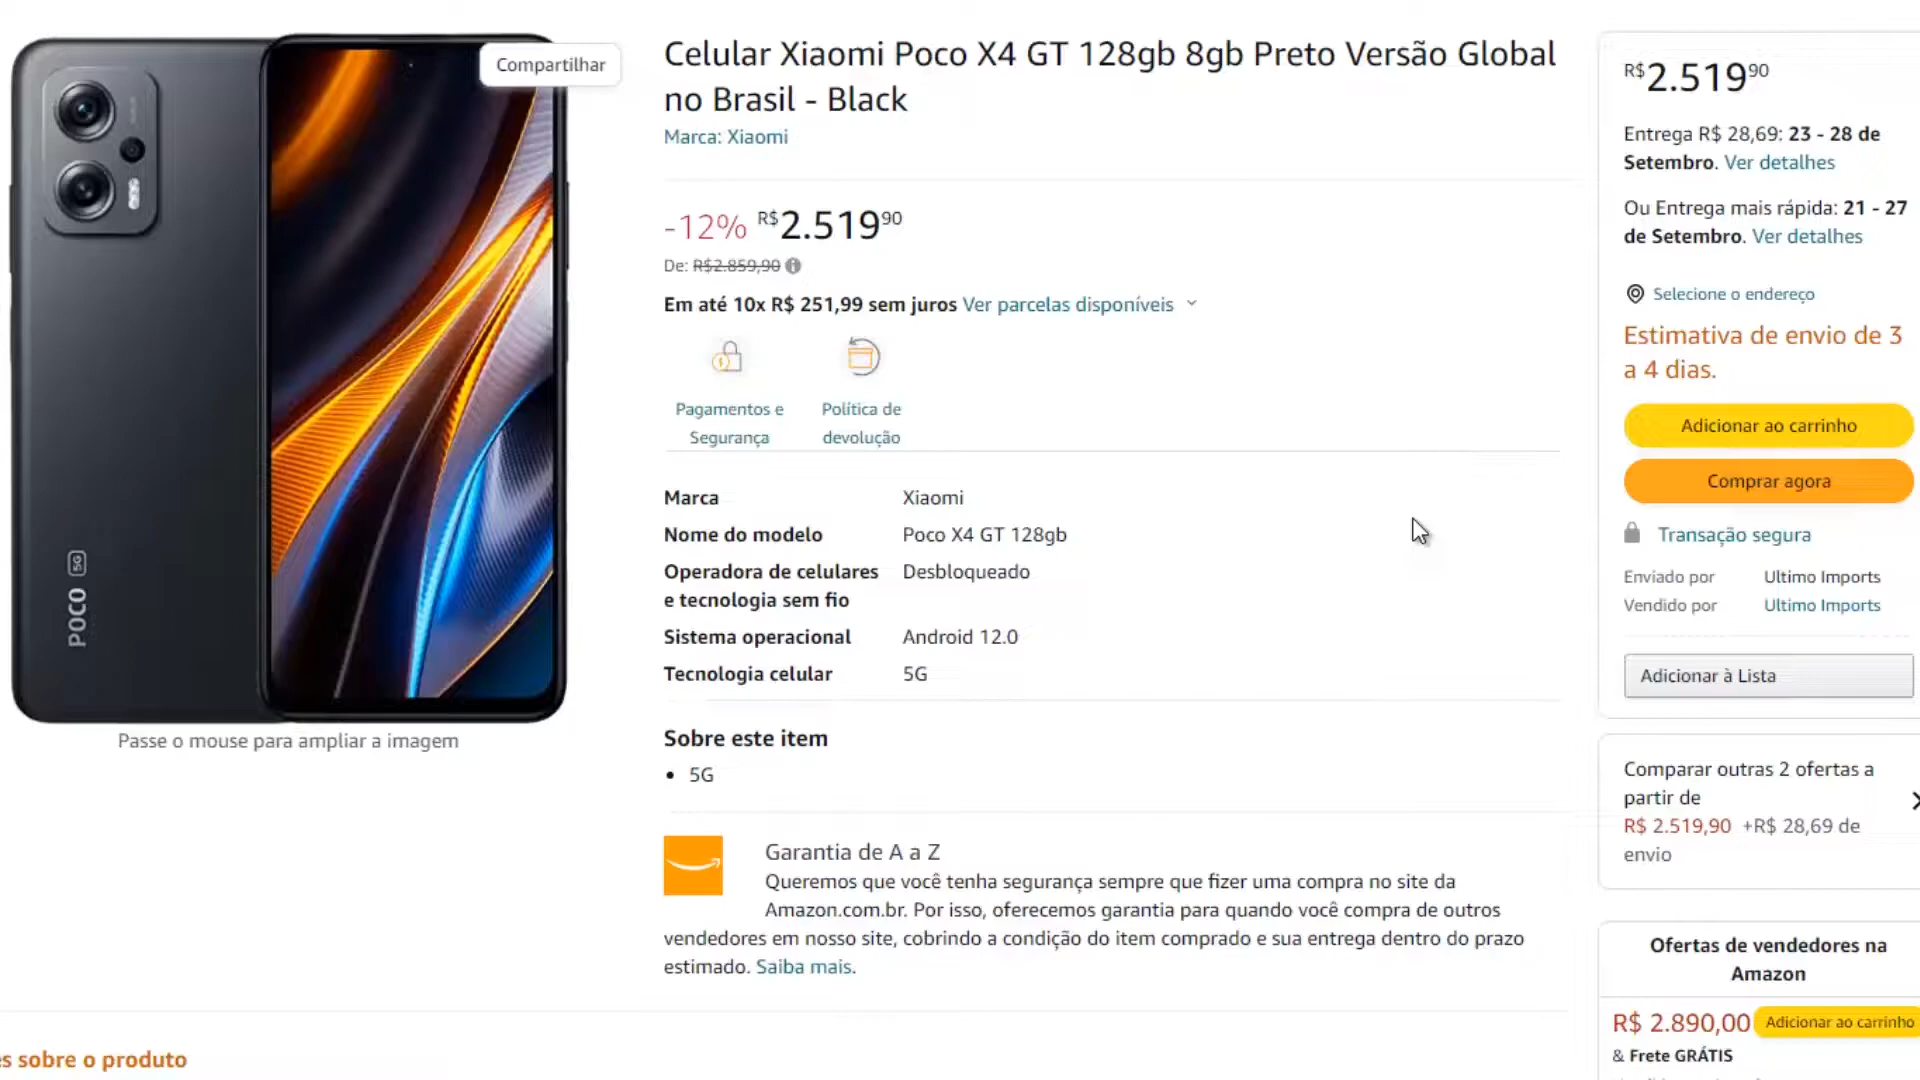 Compartilhar
POCO 5G
Passe o mouse para ampliar a imagem
Celular Xiaomi Poco X4 GT 128gb 8gb Preto Versão Global
no Brasil - Black
Marca: Xiaomi
-12% R$2.51990
De: R$2.859,90
Em até 10x R$ 251,99 sem juros Ver parcelas disponíveis
Pagamentos e
Segurança
Política de
devolução
Marca Xiaomi
Nome do modelo Poco X4 GT 128gb
Operadora de celulares Desbloqueado
e tecnologia sem fio
Sistema operacional Android 12.0
Tecnologia celular 5G
Sobre este item
• 5G
Garantia de A a Z
Queremos que você tenha segurança sempre que fizer uma compra no site da
Amazon.com.br. Por isso, oferecemos garantia para quando você compra de outros
vendedores em nosso site, cobrindo a condição do item comprado e sua entrega dentro do prazo
estimado. Saiba mais.
sobre o produto
R$2.51990
Entrega R$ 28,69: 23 - 28 de
Setembro. Ver detalhes
Ou Entrega mais rápida: 21 - 27
de Setembro. Ver detalhes
Selecione o endereço
Estimativa de envio de 3
a 4 dias.
Adicionar ao carrinho
Comprar agora
Transação segura
Enviado por Ultimo Imports
Vendido por Ultimo Imports
Adicionar à Lista
Comparar outras 2 ofertas a
partir de
R$ 2.519,90 +R$ 28,69 de
envio
Ofertas de vendedores na
Amazon
R$ 2.890,00 Adicionar ao carrinho
& Frete GRÁTIS